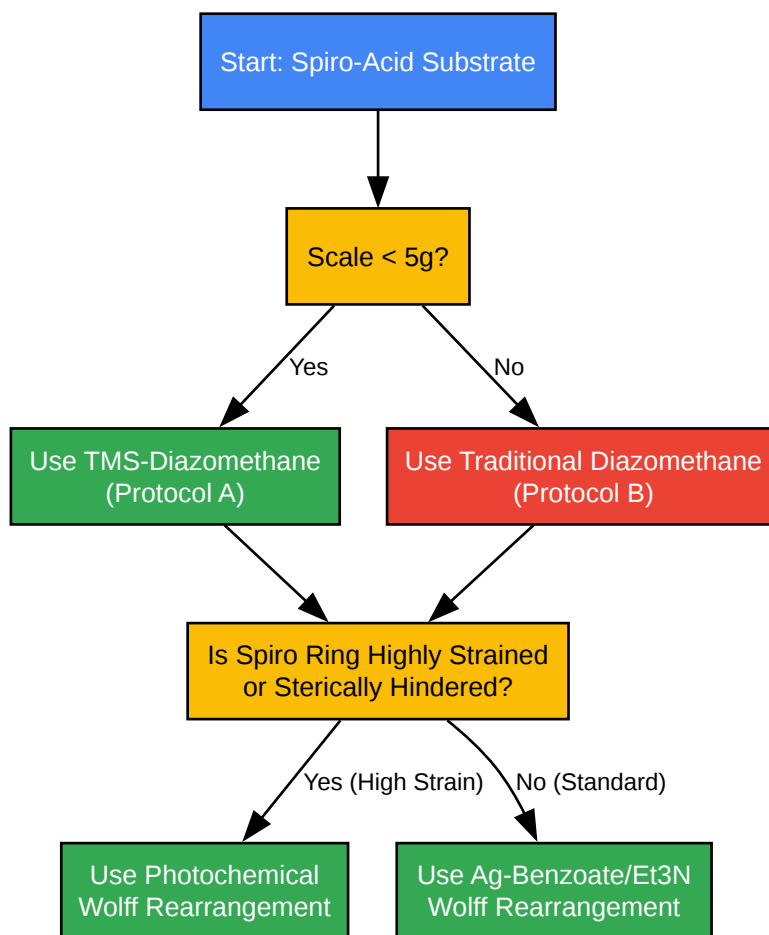 Start: Spiro-Acid Substrate
Scale < 5g?
Yes
No
Use TMS-Diazomethane
(Protocol A)
Use Traditional Diazomethane
(Protocol B)
Is Spiro Ring Highly Strained
or Sterically Hindered?
Yes (High Strain)
No (Standard)
Use Photochemical
Wolff Rearrangement
Use Ag-Benzoate/Et3N
Wolff Rearrangement